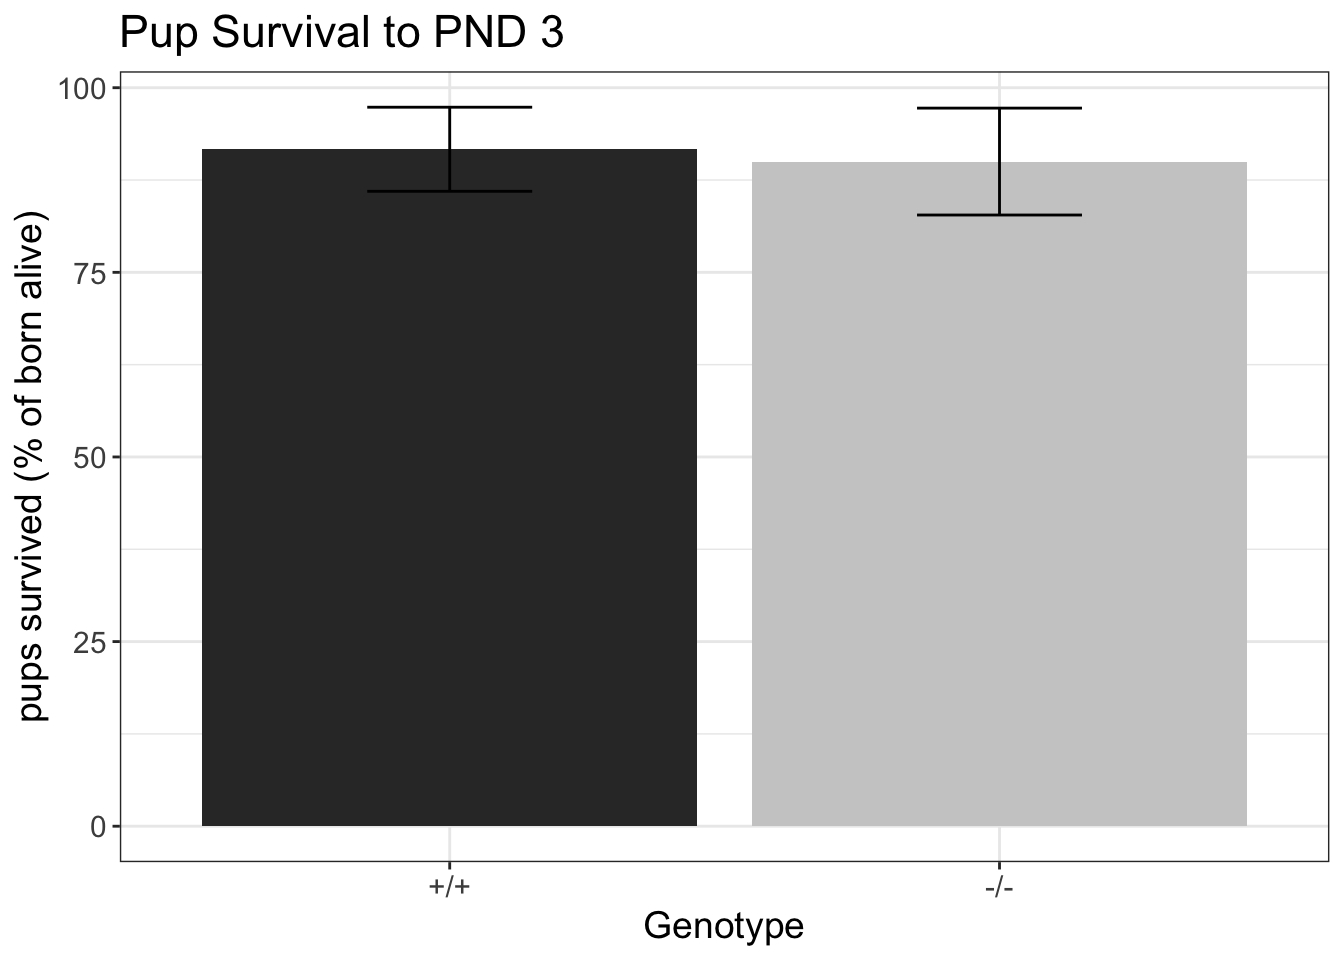 Pup Survival to PND 3
pups survived (% of born alive)
100
75
50
25
0
+/+
-/-
Genotype